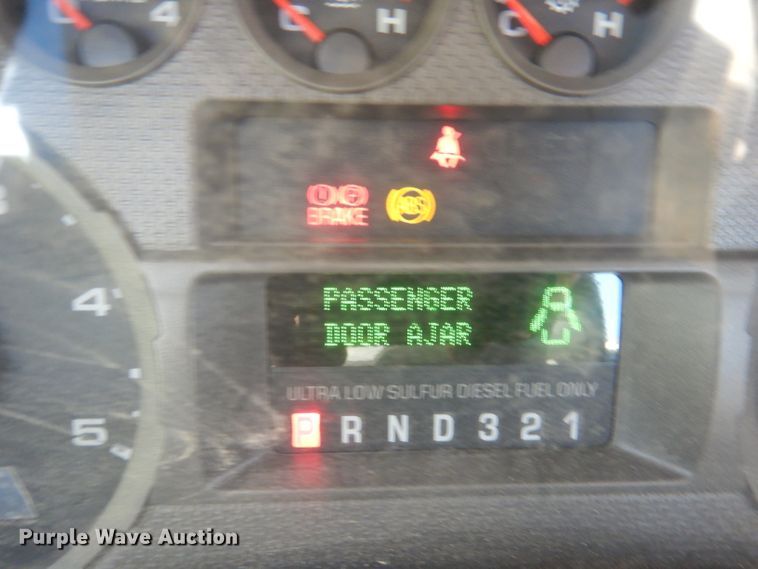 4
C H
C H
BRAKE
ABS
4
5
PASSENGER
DOOR AJAR
ULTRA LOW SULFUR DIESEL FUEL ONLY
P R N D 3 2 1
Purple Wave Auction